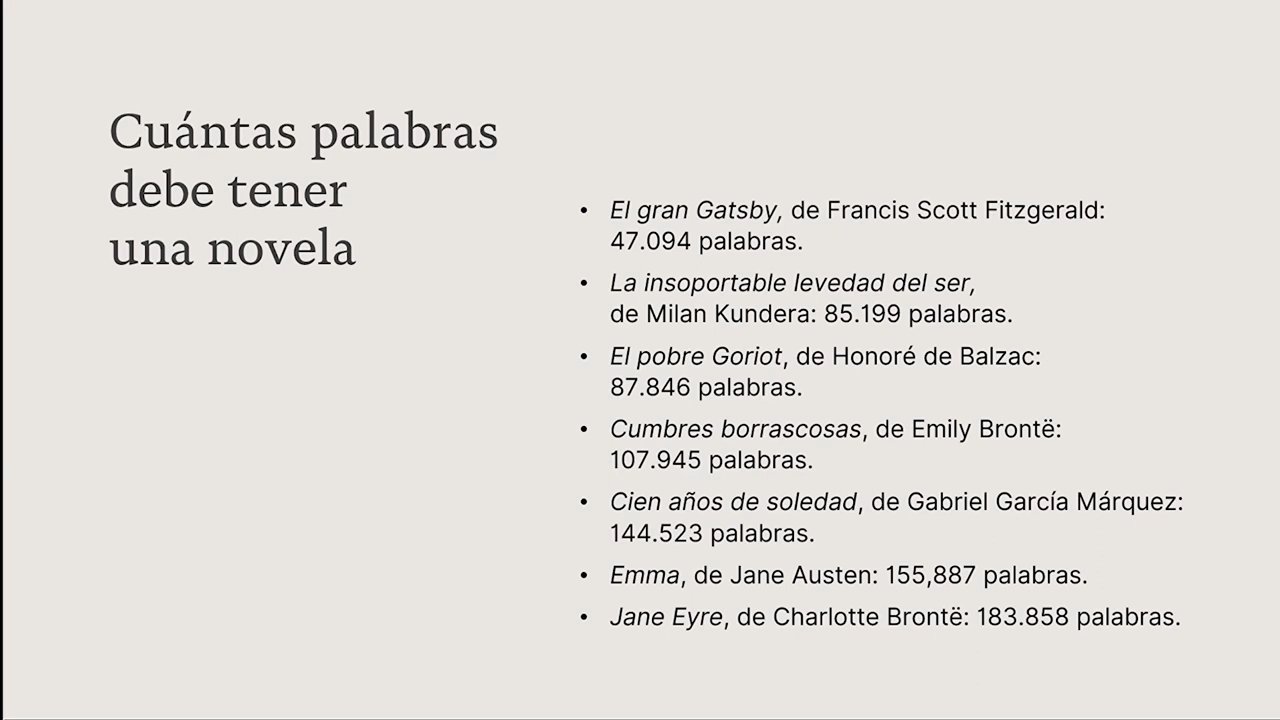 Cuántas palabras
debe tener
una novela
• El gran Gatsby, de Francis Scott Fitzgerald:
47.094 palabras.
• La insoportable levedad del ser,
de Milan Kundera: 85.199 palabras.
• El pobre Goriot, de Honoré de Balzac:
87.846 palabras.
• Cumbres borrascosas, de Emily Brontë:
107.945 palabras.
• Cien años de soledad, de Gabriel García Márquez:
144.523 palabras.
• Emma, de Jane Austen: 155,887 palabras.
• Jane Eyre, de Charlotte Brontë: 183.858 palabras.